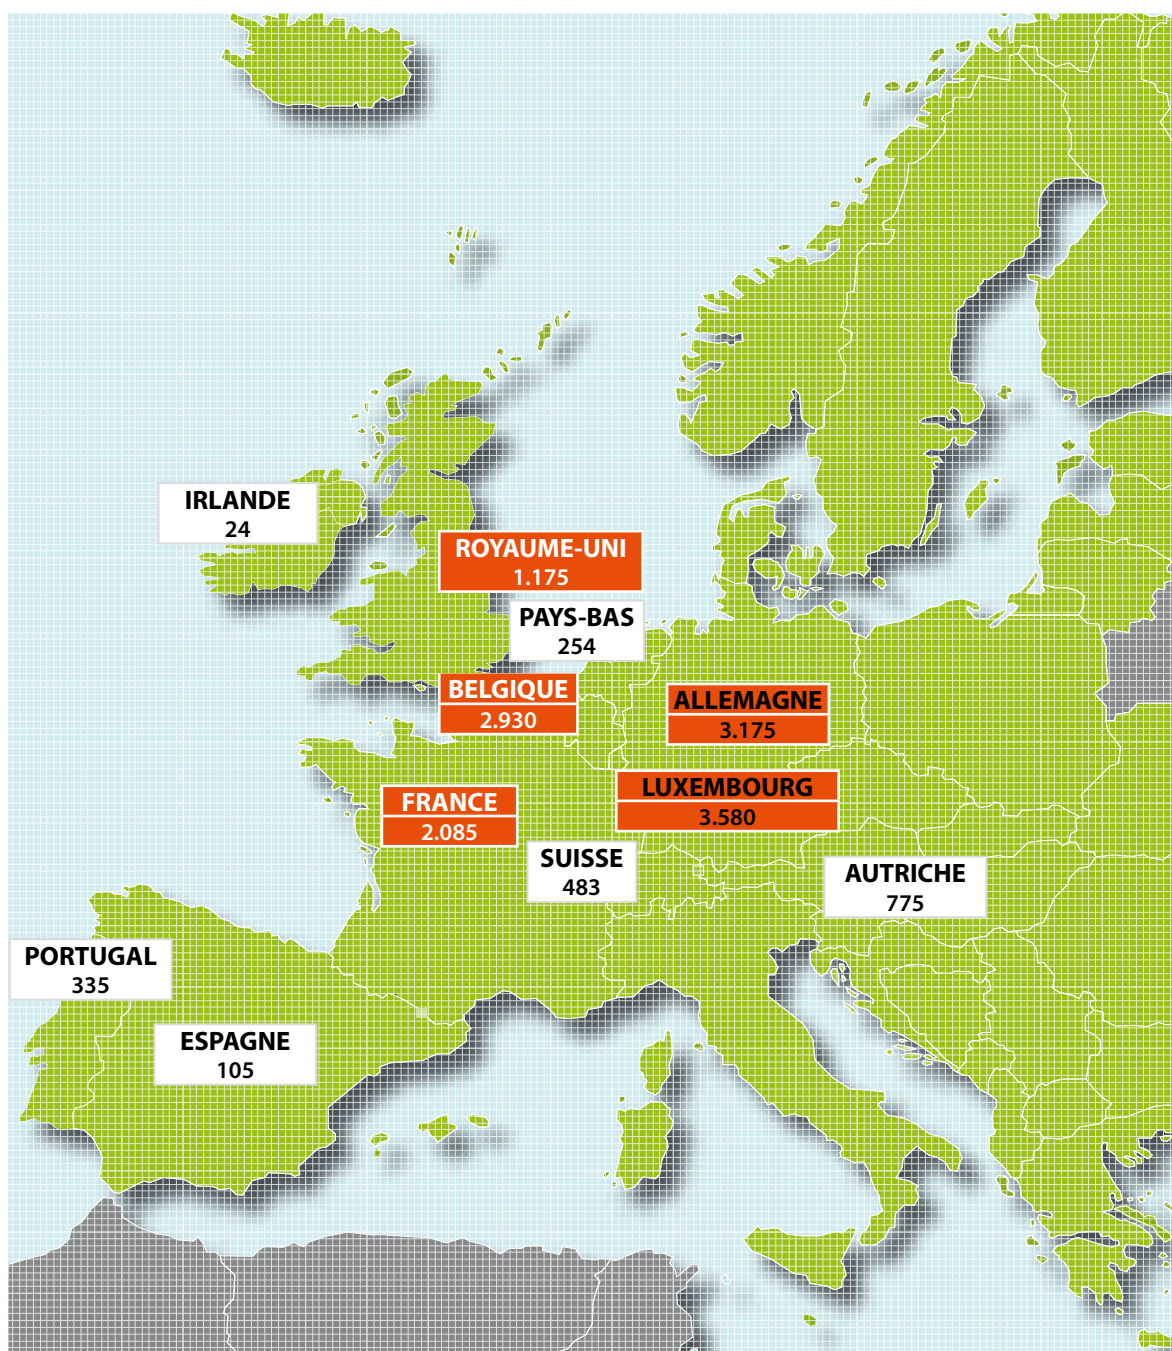 IRLANDE
24
ROYAUME-UNI
1.175
PAYS-BAS
254
BELGIQUE
2.930
ALLEMAGNE
3.175
LUXEMBOURG
3.580
FRANCE
2.085
SUISSE
483
AUTRICHE
775
PORTUGAL
335
ESPAGNE
105